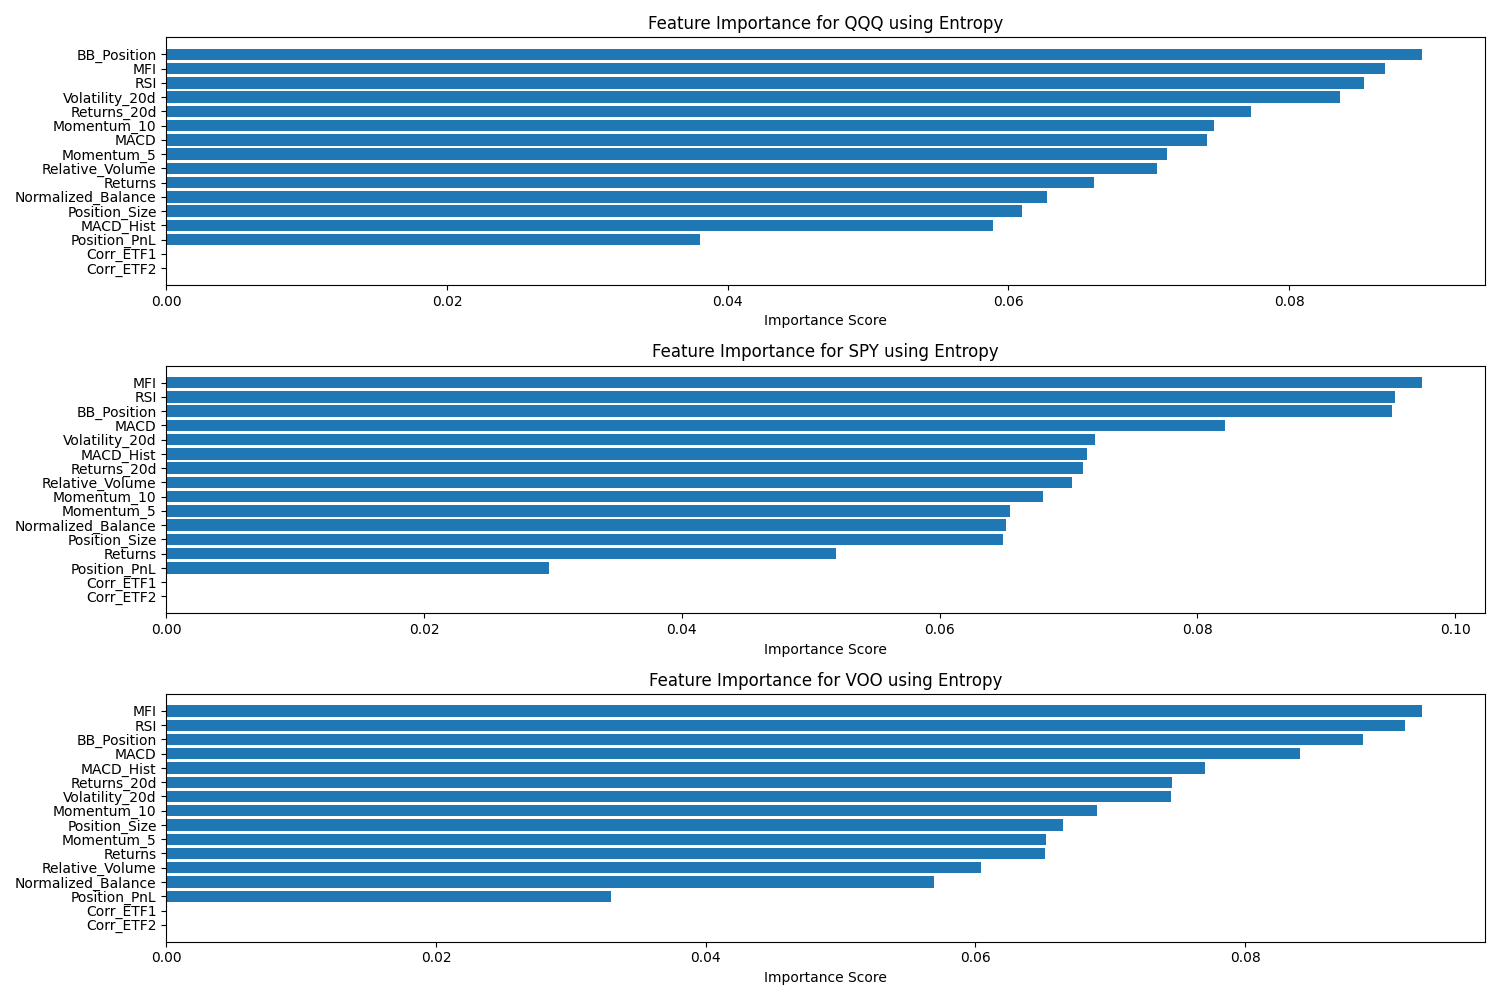 Feature Importance for QQQ using Entropy
BB_Position
MFI
RSI
Volatility_20d
Returns_20d
Momentum_10
MACD
Momentum_5
Relative_Volume
Returns
Normalized_Balance
Position_Size
MACD_Hist
Position_PnL
Corr_ETF1
Corr_ETF2
0.00 0.02 0.04 0.06 0.08
Importance Score
Feature Importance for SPY using Entropy
MFI
RSI
BB_Position
MACD
Volatility_20d
MACD_Hist
Returns_20d
Relative_Volume
Momentum_10
Momentum_5
Normalized_Balance
Position_Size
Returns
Position_PnL
Corr_ETF1
Corr_ETF2
0.00 0.02 0.04 0.06 0.08 0.10
Importance Score
Feature Importance for VOO using Entropy
MFI
RSI
BB_Position
MACD
MACD_Hist
Returns_20d
Volatility_20d
Momentum_10
Position_Size
Momentum_5
Returns
Relative_Volume
Normalized_Balance
Position_PnL
Corr_ETF1
Corr_ETF2
0.00 0.02 0.04 0.06 0.08
Importance Score